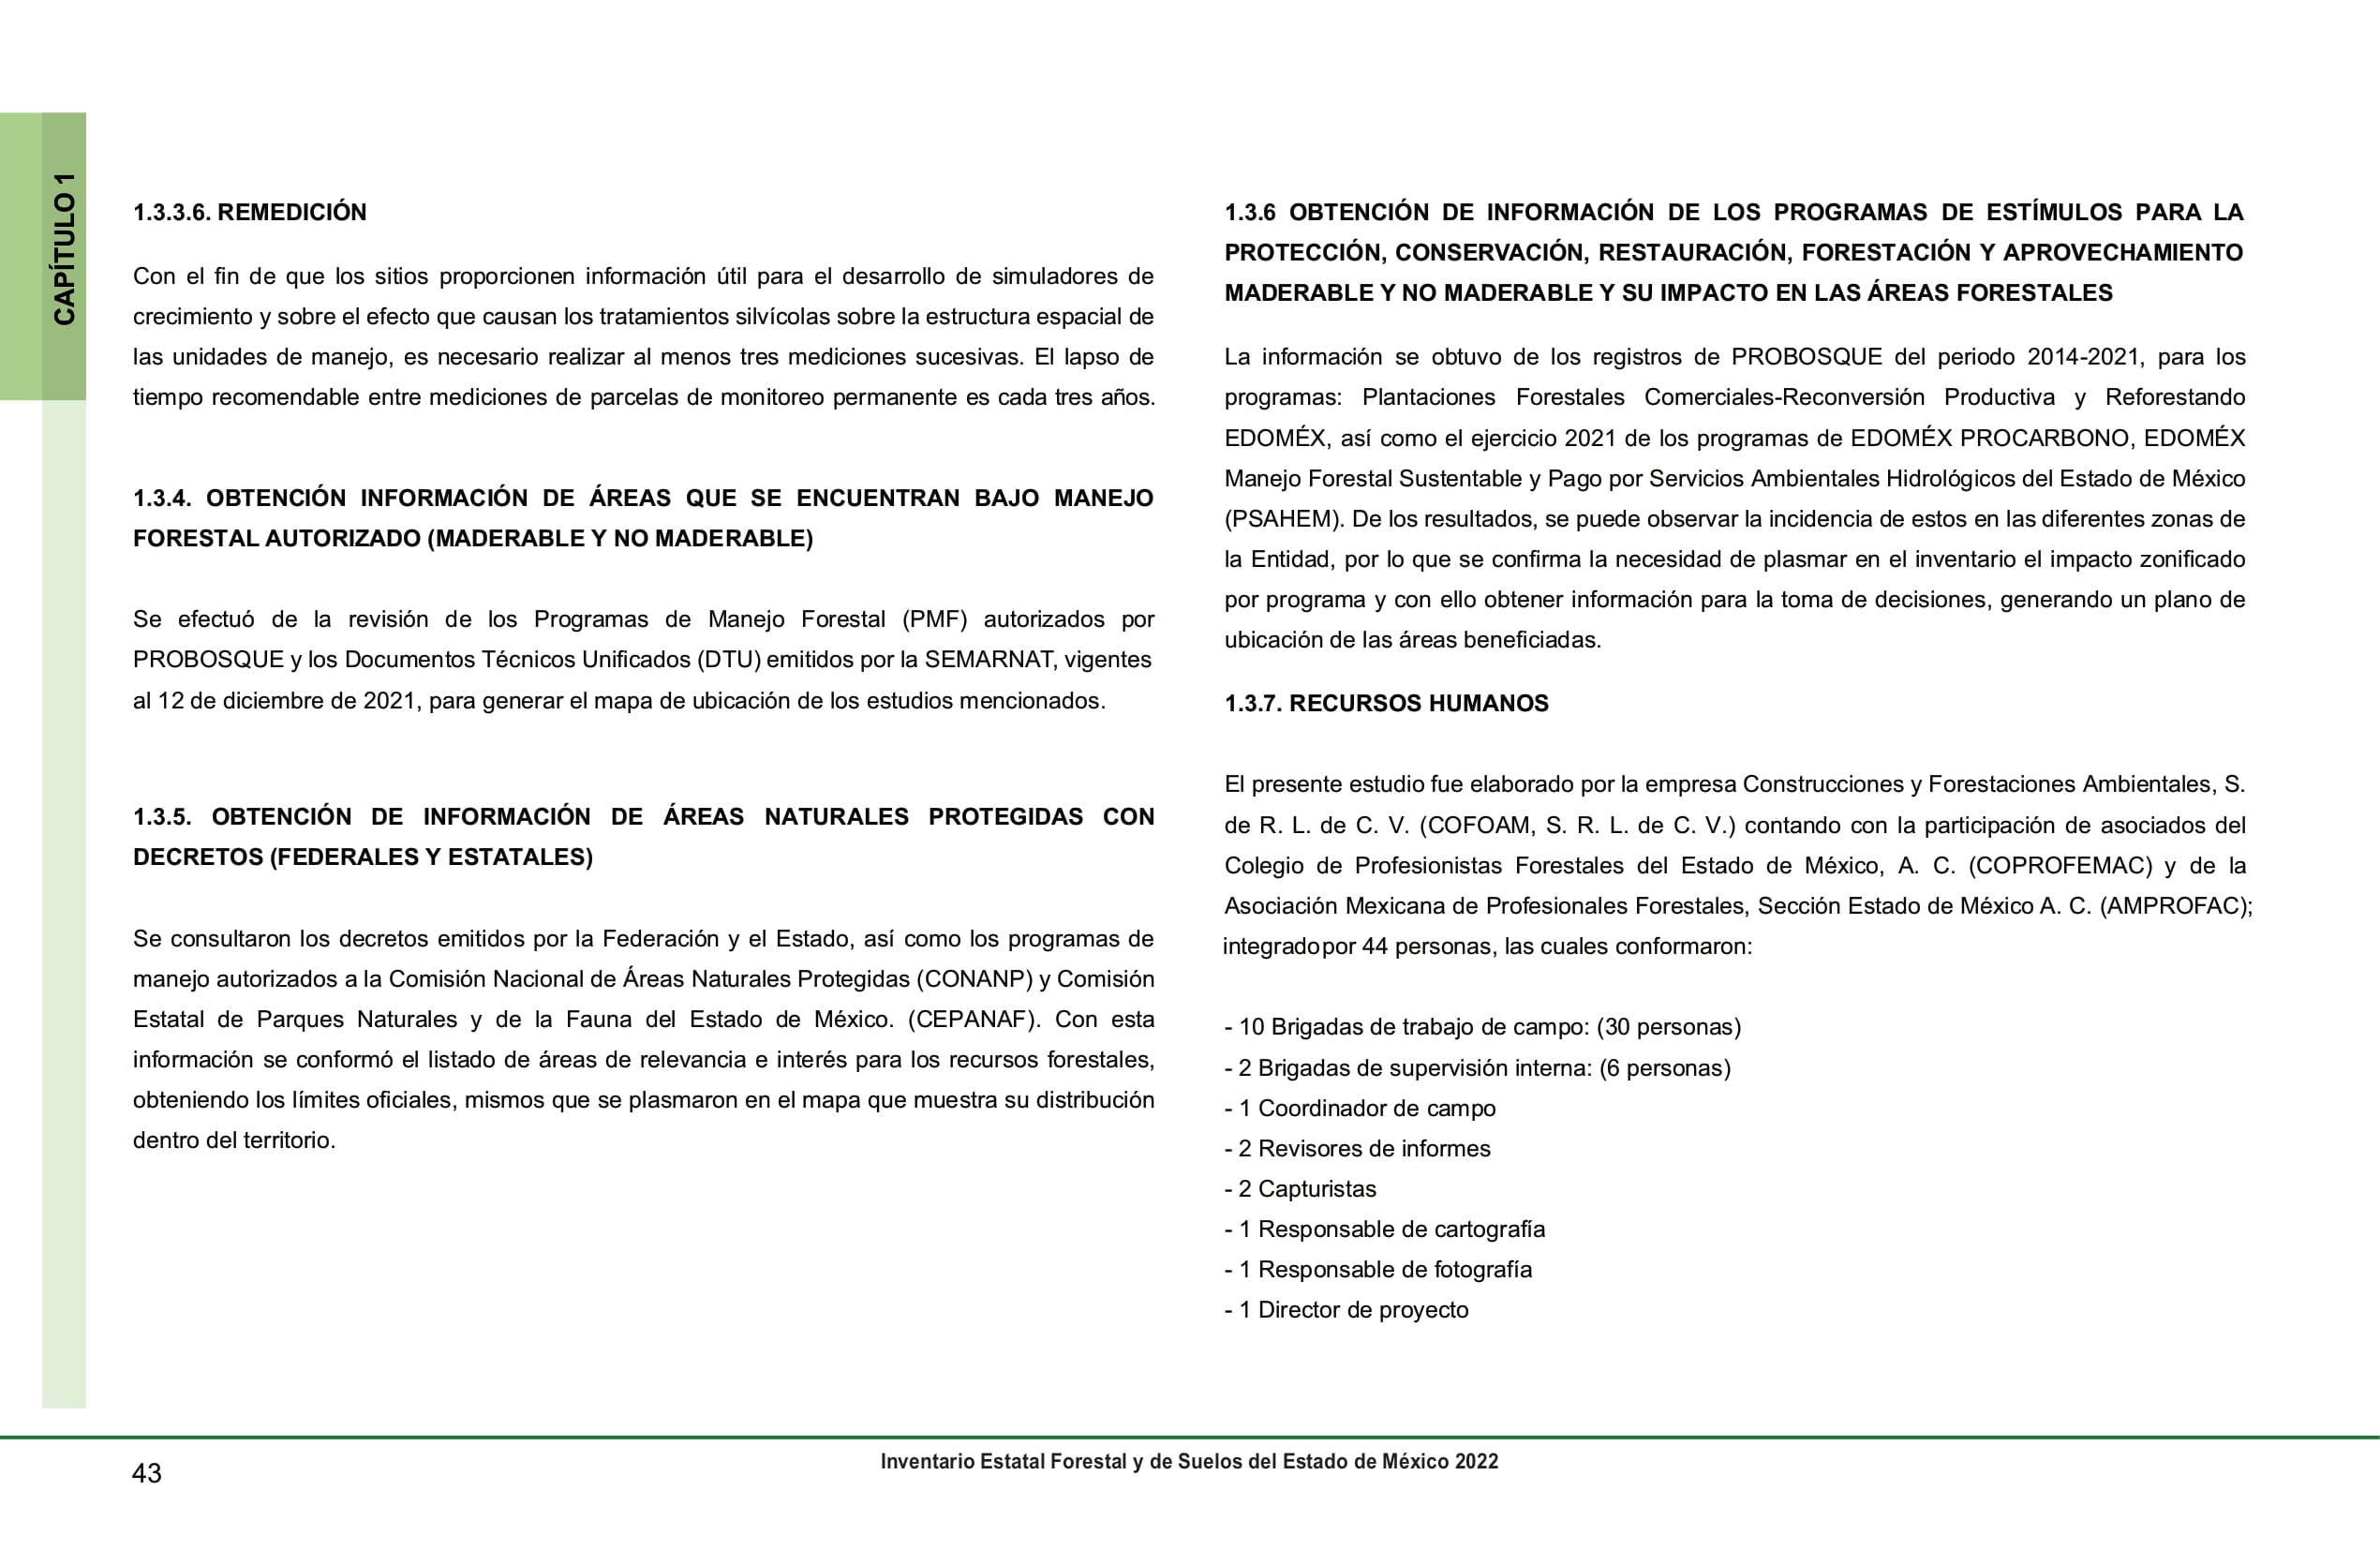 CAPÍTULO 1
1.3.3.6. REMEDICIÓN
Con el fin de que los sitios proporcionen información útil para el desarrollo de simuladores de
crecimiento y sobre el efecto que causan los tratamientos silvícolas sobre la estructura espacial de
las unidades de manejo, es necesario realizar al menos tres mediciones sucesivas. El lapso de
tiempo recomendable entre mediciones de parcelas de monitoreo permanente es cada tres años.
1.3.4. OBTENCIÓN INFORMACIÓN DE ÁREAS QUE SE ENCUENTRAN BAJO MANEJO
FORESTAL AUTORIZADO (MADERABLE Y NO MADERABLE)
Se efectuó de la revisión de los Programas de Manejo Forestal (PMF) autorizados por
PROBOSQUE y los Documentos Técnicos Unificados (DTU) emitidos por la SEMARNAT, vigentes
al 12 de diciembre de 2021, para generar el mapa de ubicación de los estudios mencionados.
1.3.5. OBTENCIÓN DE INFORMACIÓN DE ÁREAS NATURALES PROTEGIDAS CON
DECRETOS (FEDERALES Y ESTATALES)
Se consultaron los decretos emitidos por la Federación y el Estado, así como los programas de
manejo autorizados a la Comisión Nacional de Áreas Naturales Protegidas (CONANP) y Comisión
Estatal de Parques Naturales y de la Fauna del Estado de México. (CEPANAF). Con esta
información se conformó el listado de áreas de relevancia e interés para los recursos forestales,
obteniendo los límites oficiales, mismos que se plasmaron en el mapa que muestra su distribución
dentro del territorio.
1.3.6 OBTENCIÓN DE INFORMACIÓN DE LOS PROGRAMAS DE ESTÍMULOS PARA LA
PROTECCIÓN, CONSERVACIÓN, RESTAURACIÓN, FORESTACIÓN Y APROVECHAMIENTO
MADERABLE Y NO MADERABLE Y SU IMPACTO EN LAS ÁREAS FORESTALES
La información se obtuvo de los registros de PROBOSQUE del periodo 2014-2021, para los
programas: Plantaciones Forestales Comerciales-Reconversión Productiva y Reforestando
EDOMÉX, así como el ejercicio 2021 de los programas de EDOMÉX PROCARBONO, EDOMÉX
Manejo Forestal Sustentable y Pago por Servicios Ambientales Hidrológicos del Estado de México
(PSAHEM). De los resultados, se puede observar la incidencia de estos en las diferentes zonas de
la Entidad, por lo que se confirma la necesidad de plasmar en el inventario el impacto zonificado
por programa y con ello obtener información para la toma de decisiones, generando un plano de
ubicación de las áreas beneficiadas.
1.3.7. RECURSOS HUMANOS
El presente estudio fue elaborado por la empresa Construcciones y Forestaciones Ambientales, S.
de R. L. de C. V. (COFOAM, S. R. L. de C. V.) contando con la participación de asociados del
Colegio de Profesionistas Forestales del Estado de México, A. C. (COPROFEMAC) y de la
Asociación Mexicana de Profesionales Forestales, Sección Estado de México A. C. (AMPROFAC);
integrado por 44 personas, las cuales conformaron:
- 10 Brigadas de trabajo de campo: (30 personas)
- 2 Brigadas de supervisión interna: (6 personas)
- 1 Coordinador de campo
- 2 Revisores de informes
- 2 Capturistas
- 1 Responsable de cartografía
- 1 Responsable de fotografía
- 1 Director de proyecto
43
Inventario Estatal Forestal y de Suelos del Estado de México 2022